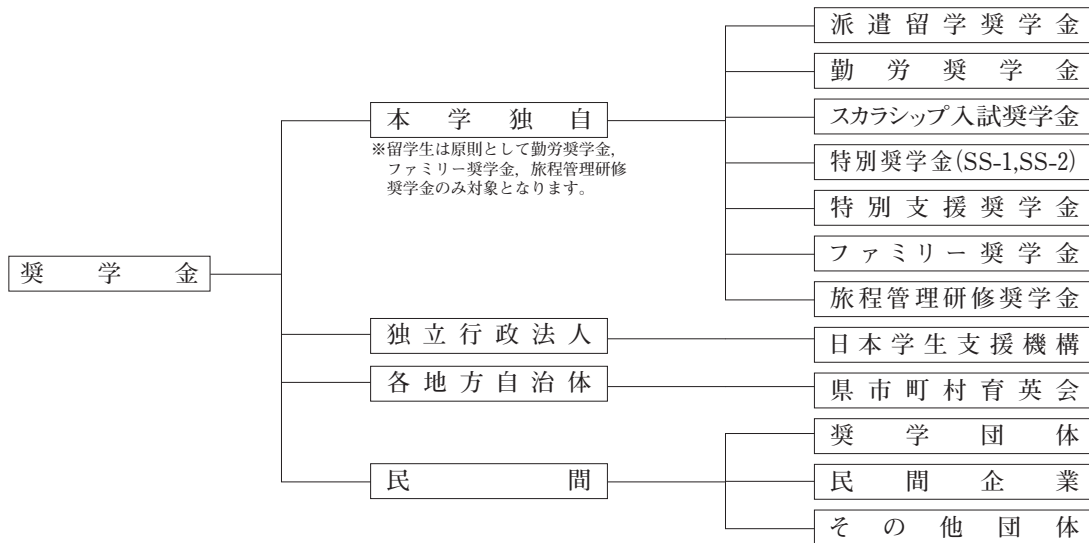 奨学金
本学独自
※留学生は原則として勤労奨学金，
ファミリー奨学金，旅程管理研修
奨学金のみ対象となります。
派遣留学奨学金
勤労奨学金
スカラシップ入試奨学金
特別奨学金(SS-1,SS-2)
特別支援奨学金
ファミリー奨学金
旅程管理研修奨学金
独立行政法人
日本学生支援機構
各地方自治体
県市町村育英会
民間
奨学団体
民間企業
その他団体